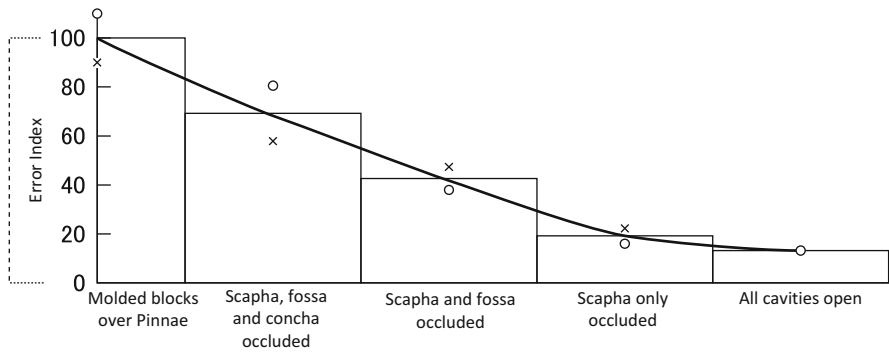 100
80
60
40
20
0
Error Index
Molded blocks
over Pinnae
Scapha, fossa
and concha
occluded
Scapha and fossa
occluded
Scapha only
occluded
All cavities open